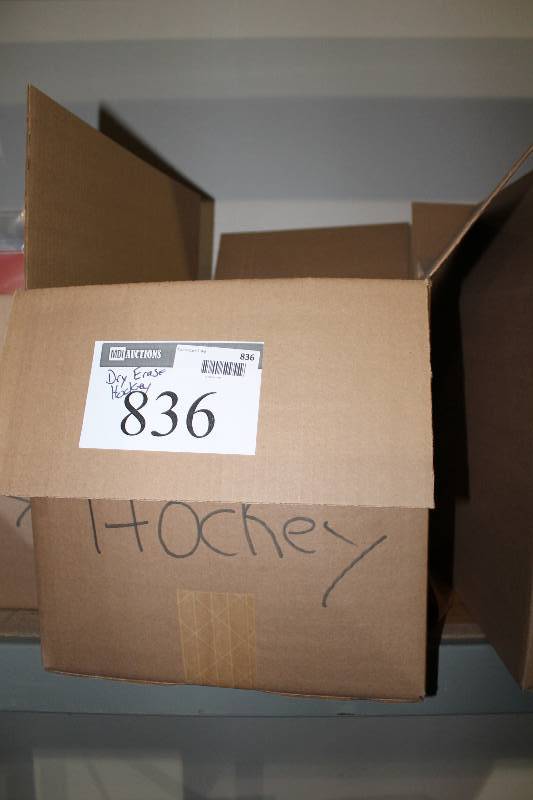 MDI AUCTIONS
836
Dry Erase
Hockey
836
Hockey